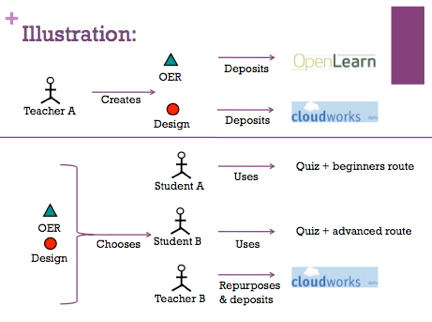 +
Illustration:
OER
Deposits
OpenLearn
Teacher A
Creates
Design
Deposits
cloudworks
Student A
Uses
Quiz + beginners route
OER
Design
Chooses
Student B
Uses
Quiz + advanced route
Teacher B
Repurposes
& deposits
cloudworks